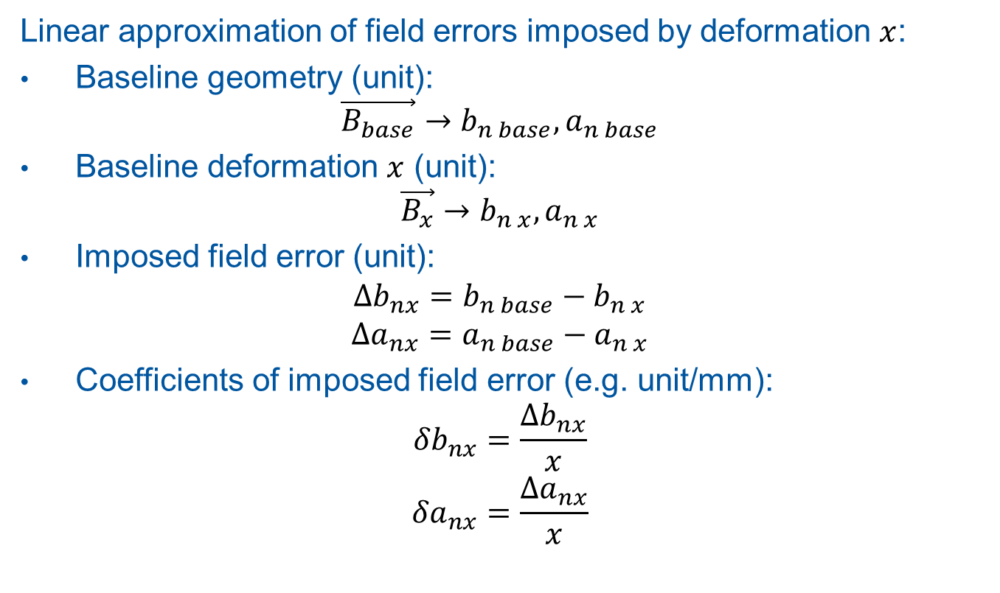 Linear approximation of field errors imposed by deformation 𝑥:
• Baseline geometry (unit):
$\overrightarrow{B_{base}} \rightarrow b_{n\ base}, a_{n\ base}$
• Baseline deformation 𝑥 (unit):
$\overrightarrow{B_x} \rightarrow b_{n\ x}, a_{n\ x}$
• Imposed field error (unit):
$\Delta b_{nx} = b_{n\ base} - b_{n\ x}$
$\Delta a_{nx} = a_{n\ base} - a_{n\ x}$
• Coefficients of imposed field error (e.g. unit/mm):
$\delta b_{nx} = \frac{\Delta b_{nx}}{x}$
$\delta a_{nx} = \frac{\Delta a_{nx}}{x}$